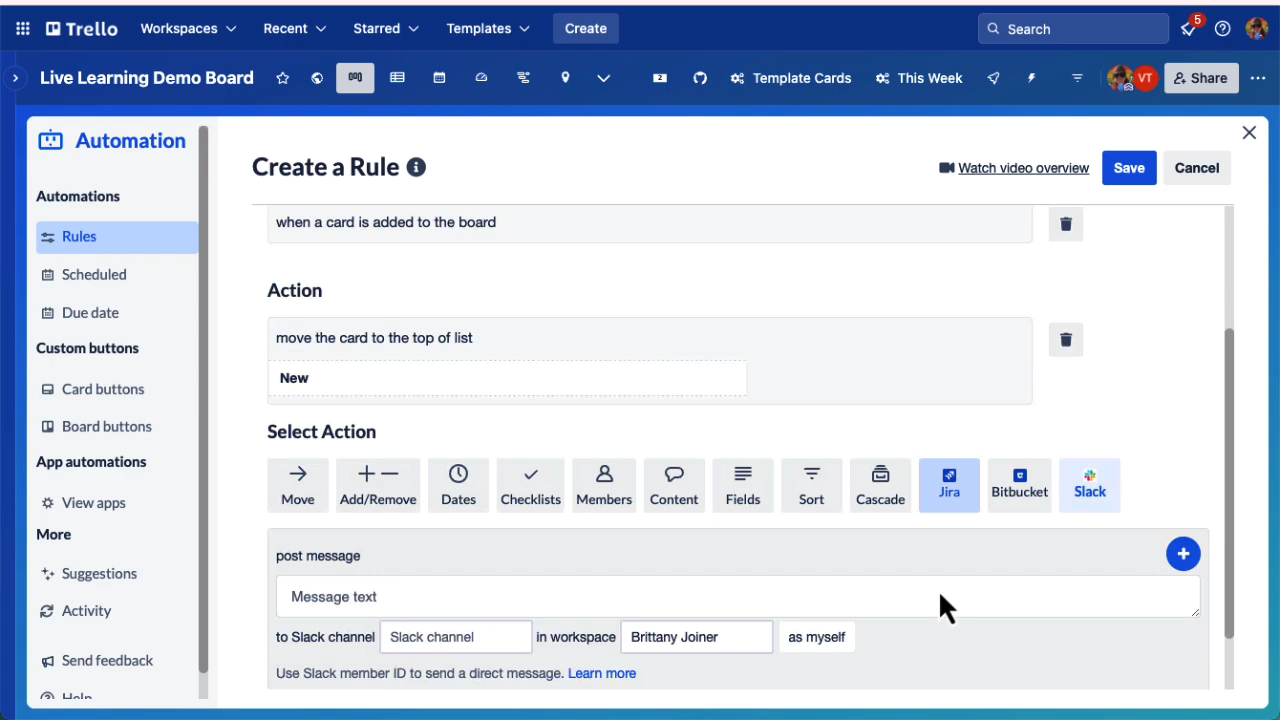 Trello Workspaces Recent Starred Templates Create Search 5
Live Learning Demo Board 2 Template Cards This Week VT Share
Automation
Automations
Rules
Scheduled
Due date
Custom buttons
Card buttons
Board buttons
App automations
View apps
More
Suggestions
Activity
Send feedback
Help
Create a Rule
Watch video overview Save Cancel
when a card is added to the board
Action
move the card to the top of list
New
Select Action
Move Add/Remove Dates Checklists Members Content Fields Sort Cascade Jira Bitbucket Slack
post message
Message text
to Slack channel Slack channel in workspace Brittany Joiner as myself
Use Slack member ID to send a direct message. Learn more